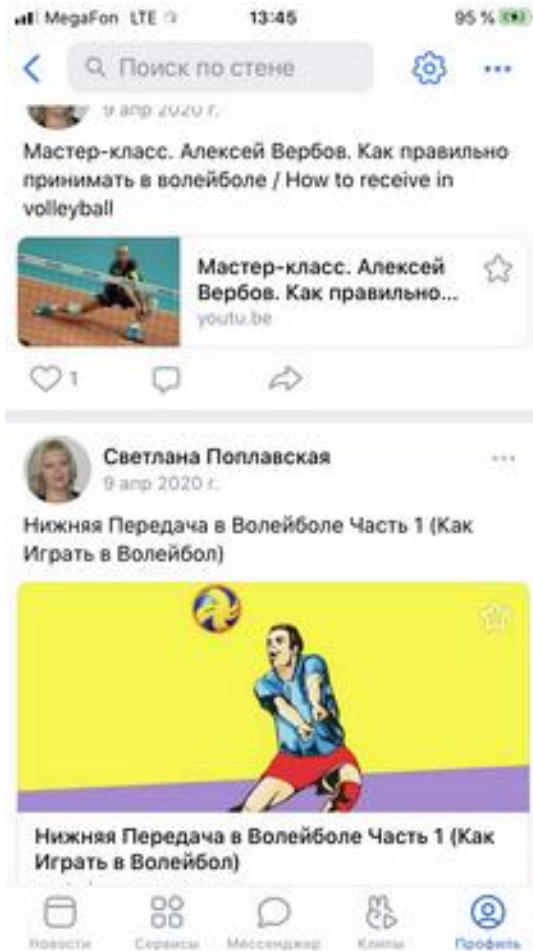 MegaFon LTE 13:45 95 %
Поиск по стене
9 апр 2020 г.
Мастер-класс. Алексей Вербов. Как правильно
принимать в волейболе / How to receive in
volleyball
Мастер-класс. Алексей
Вербов. Как правильно...
youtu.be
1
Светлана Поплавская
9 апр 2020 г.
Нижняя Передача в Волейболе Часть 1 (Как
Играть в Волейбол)
Нижняя Передача в Волейболе Часть 1 (Как
Играть в Волейбол)
Новости Сервисы Мессенджер Клипы Профиль